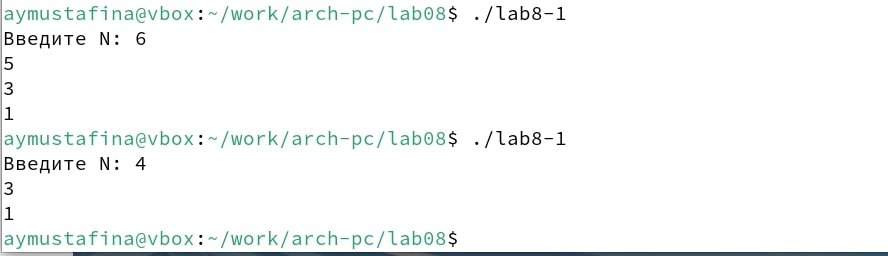 aymustafina@vbox:~/work/arch-pc/lab08$ ./lab8-1
Введите N: 6
5
3
1
aymustafina@vbox:~/work/arch-pc/lab08$ ./lab8-1
Введите N: 4
3
1
aymustafina@vbox:~/work/arch-pc/lab08$